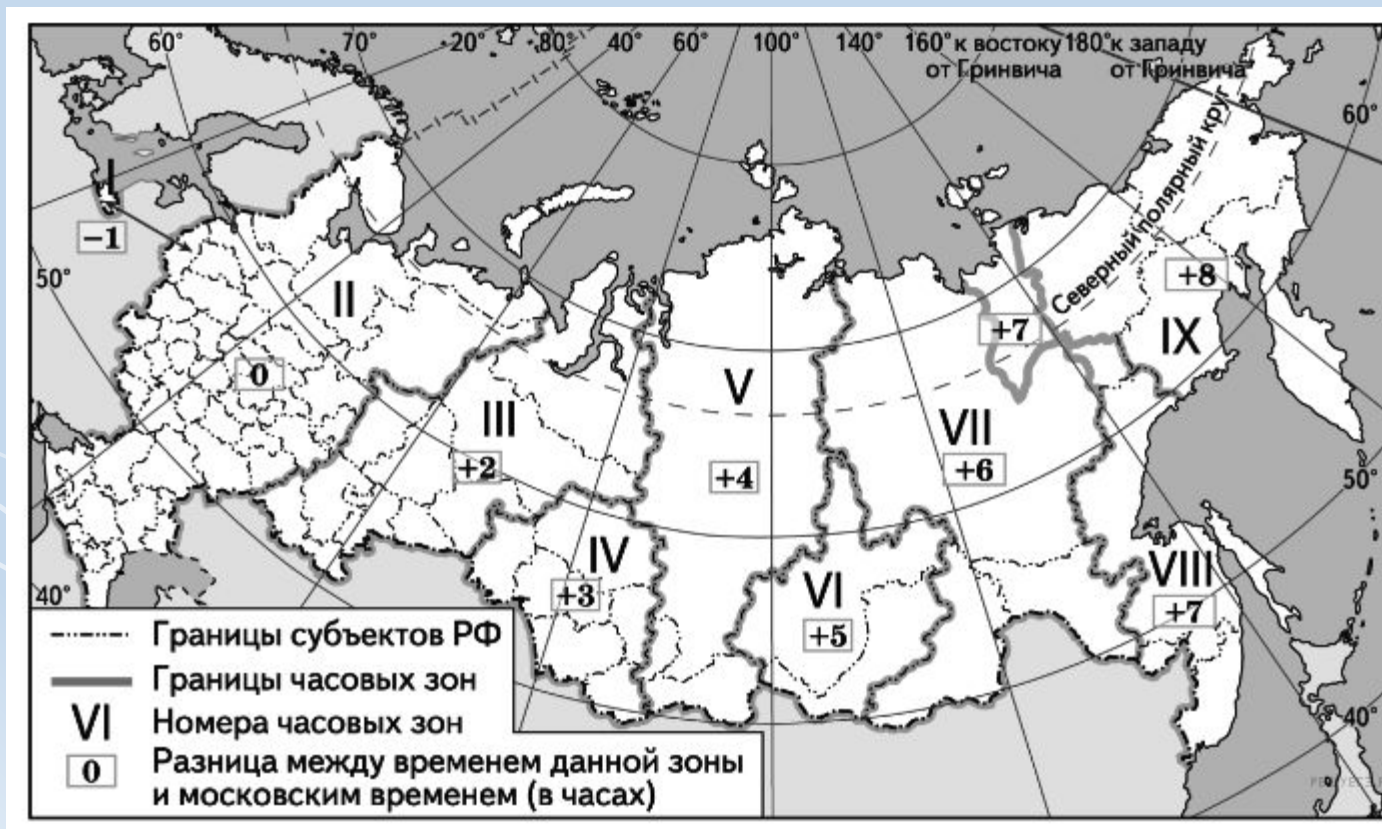 60° 70° 20° 80° 40° 60° 100° 140° 160° к востоку 180° к западу
от Гринвича от Гринвича
60°
Северный полярный круг
I
−1
50°
II
0
+8
IX
+7
V
III
VII
+2
+4
+6
50°
IV
VI
VIII
+3
+5
+7
40°
40°
Границы субъектов РФ
Границы часовых зон
VI Номера часовых зон
0 Разница между временем данной зоны
и московским временем (в часах)